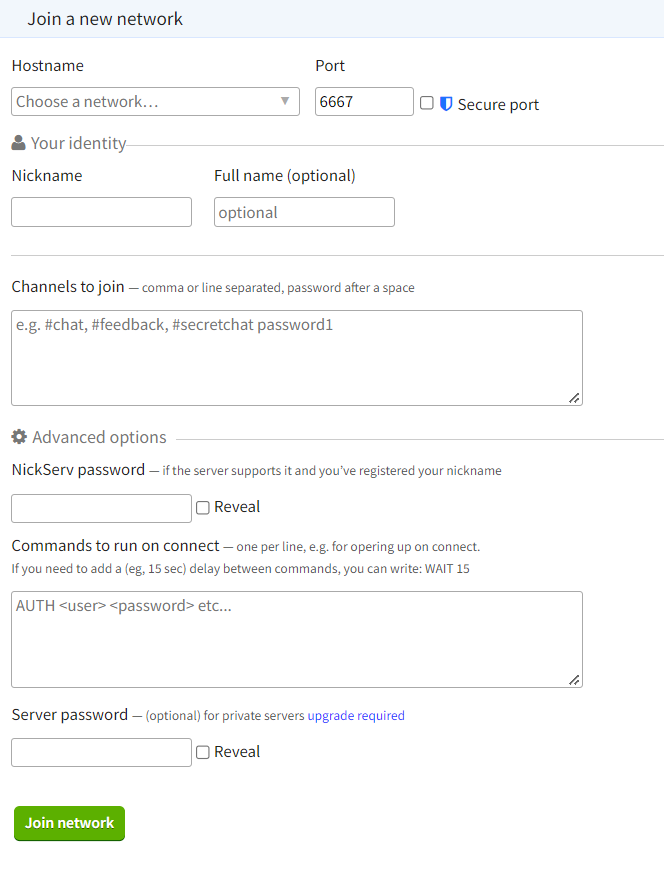 Join a new network
Hostname Port
Choose a network... 6667 Secure port
Your identity
Nickname Full name (optional)
optional
Channels to join — comma or line separated, password after a space
e.g. #chat, #feedback, #secretchat password1
Advanced options
NickServ password — if the server supports it and you've registered your nickname
Reveal
Commands to run on connect — one per line, e.g. for opering up on connect.
If you need to add a (eg, 15 sec) delay between commands, you can write: WAIT 15
AUTH <user> <password> etc...
Server password — (optional) for private servers upgrade required
Reveal
Join network